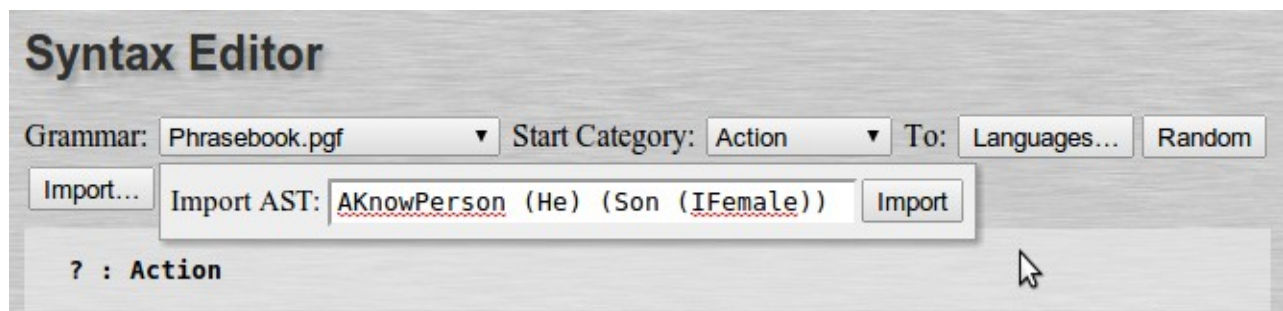 Syntax Editor
Grammar: Phrasebook.pgf Start Category: Action To: Languages... Random
Import... Import AST: AKnowPerson (He) (Son (IFemale)) Import
? : Action